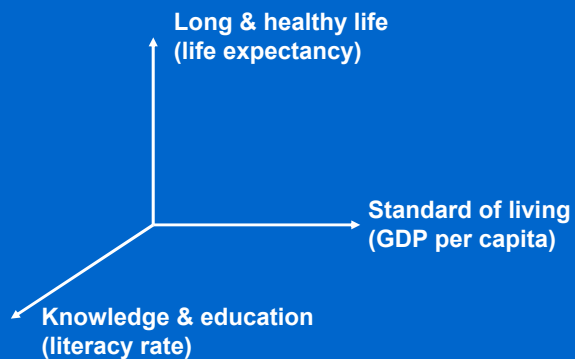 Long & healthy life
(life expectancy)
Standard of living
(GDP per capita)
Knowledge & education
(literacy rate)